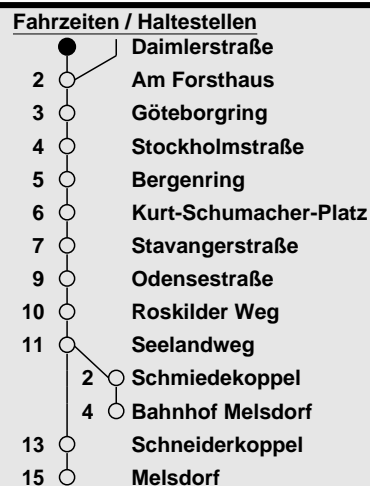 Fahrzeiten / Haltestellen
Daimlerstraße
2 Am Forsthaus
3 Göteborgring
4 Stockholmstraße
5 Bergenring
6 Kurt-Schumacher-Platz
7 Stavangerstraße
9 Odensestraße
10 Roskilder Weg
11 Seelandweg
2 Schmiedekoppel
4 Bahnhof Melsdorf
13 Schneiderkoppel
15 Melsdorf